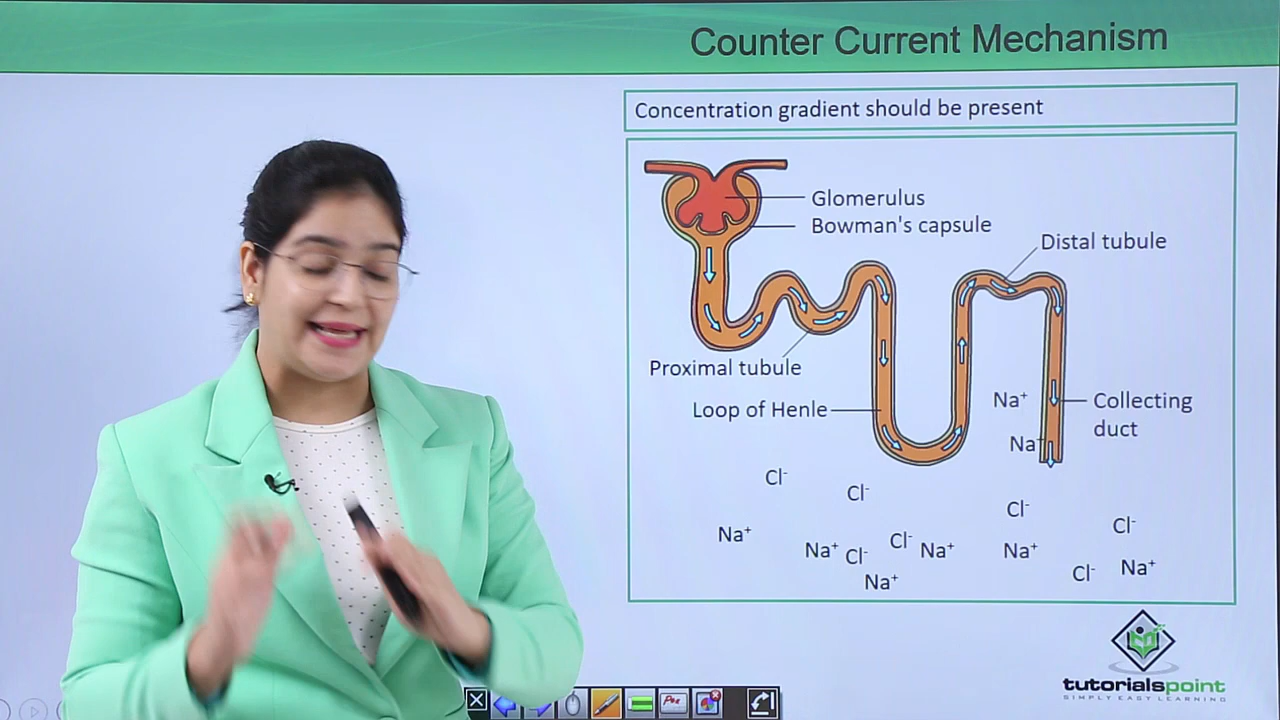 Counter Current Mechanism
Concentration gradient should be present
Glomerulus
Bowman's capsule
Distal tubule
Proximal tubule
Loop of Henle
Na⁺
Collecting
duct
Na⁺
Cl⁻
Cl⁻
Cl⁻
Cl⁻
Na⁺
Na⁺ Cl⁻ Cl⁻ Na⁺
Na⁺
Na⁺
Cl⁻ Na⁺
tutorialspoint
SIMPLY EASY LEARNING